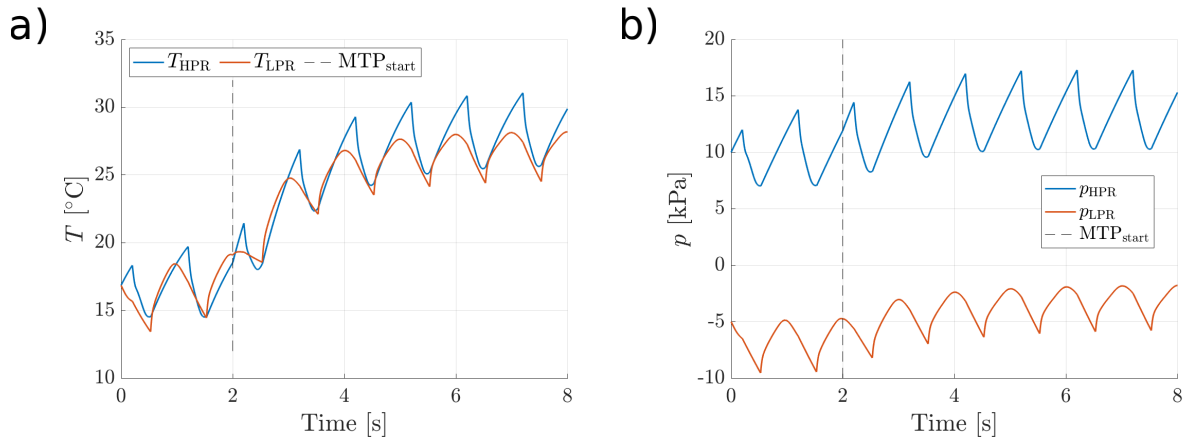 a)
35
30
25
20
15
10
T [°C]
T_HPR T_LPR MTP_start
0 2 4 6 8
Time [s]
b)
20
15
10
5
0
-5
-10
p [kPa]
p_HPR
p_LPR
MTP_start
0 2 4 6 8
Time [s]